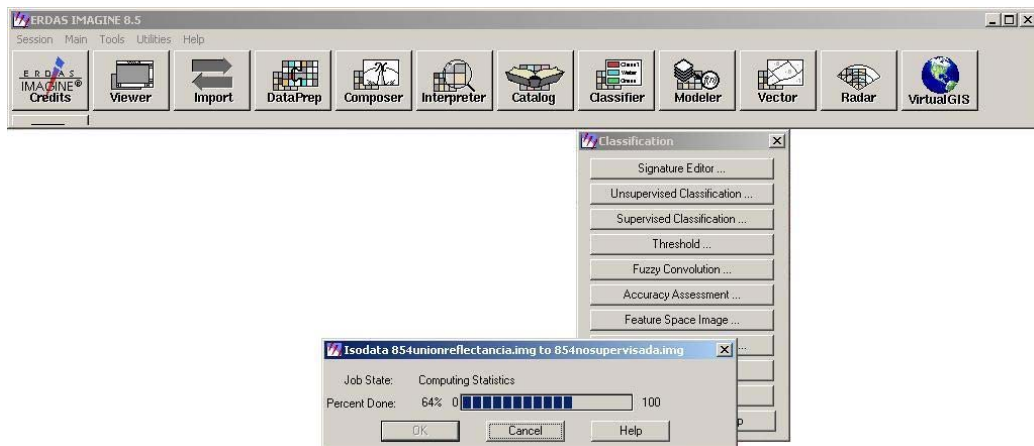 ERDAS IMAGINE 8.5
Session Main Tools Utilities Help
ERDAS
IMAGINE®
Credits Viewer Import DataPrep Composer Interpreter Catalog Classifier Modeler Vector Radar VirtualGIS
Classification
Signature Editor ...
Unsupervised Classification ...
Supervised Classification ...
Threshold ...
Fuzzy Convolution ...
Accuracy Assessment ...
Feature Space Image ...
...
Isodata 854unionreflectancia.img to 854nosupervisada.img
Job State: Computing Statistics
Percent Done: 64% 0 100
OK Cancel Help